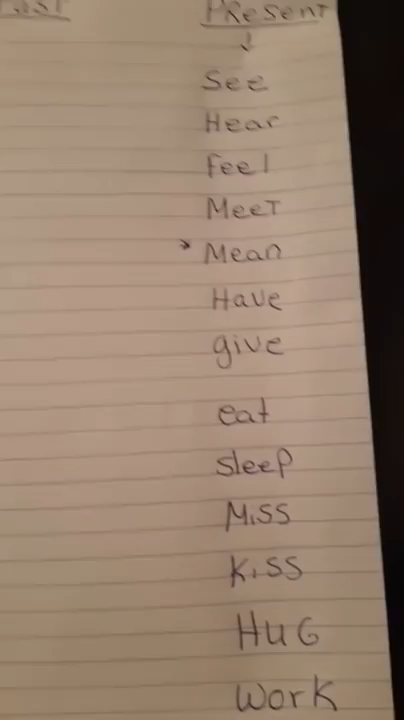 Present
See
Hear
Feel
Meet
Mean
Have
give
eat
sleep
Miss
Kiss
HuG
Work